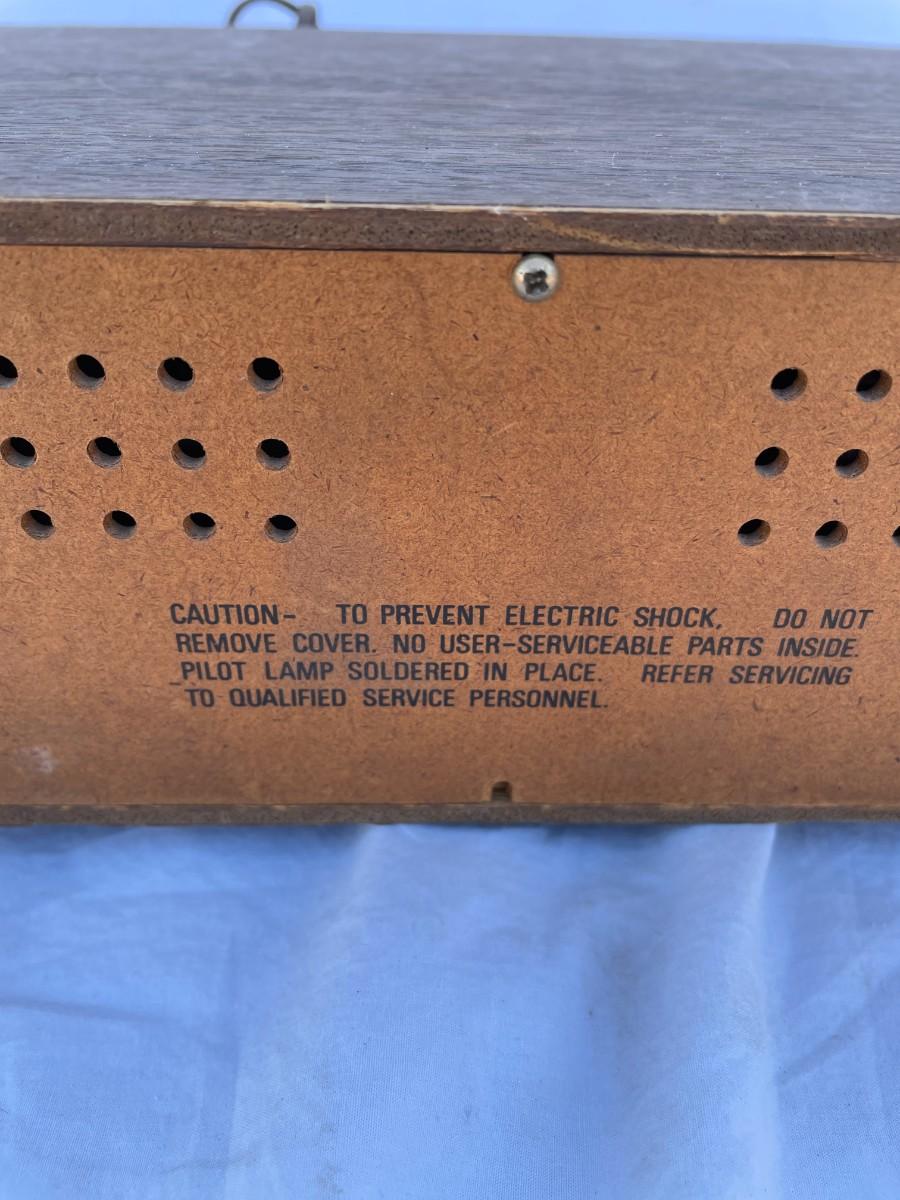 CAUTION- TO PREVENT ELECTRIC SHOCK, DO NOT
REMOVE COVER. NO USER-SERVICEABLE PARTS INSIDE.
PILOT LAMP SOLDERED IN PLACE. REFER SERVICING
TO QUALIFIED SERVICE PERSONNEL.